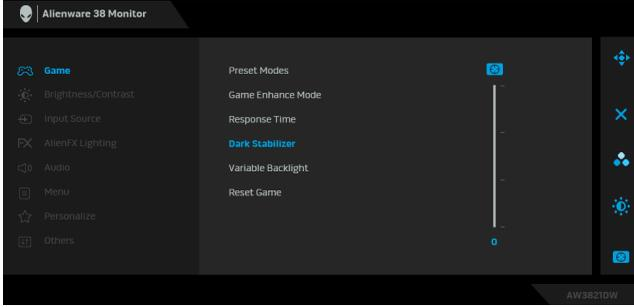 Alienware 38 Monitor
Game
Brightness/Contrast
Input Source
AlienFX Lighting
Audio
Menu
Personalize
Others
Preset Modes
Game Enhance Mode
Response Time
Dark Stabilizer
Variable Backlight
Reset Game
0
AW3821DW